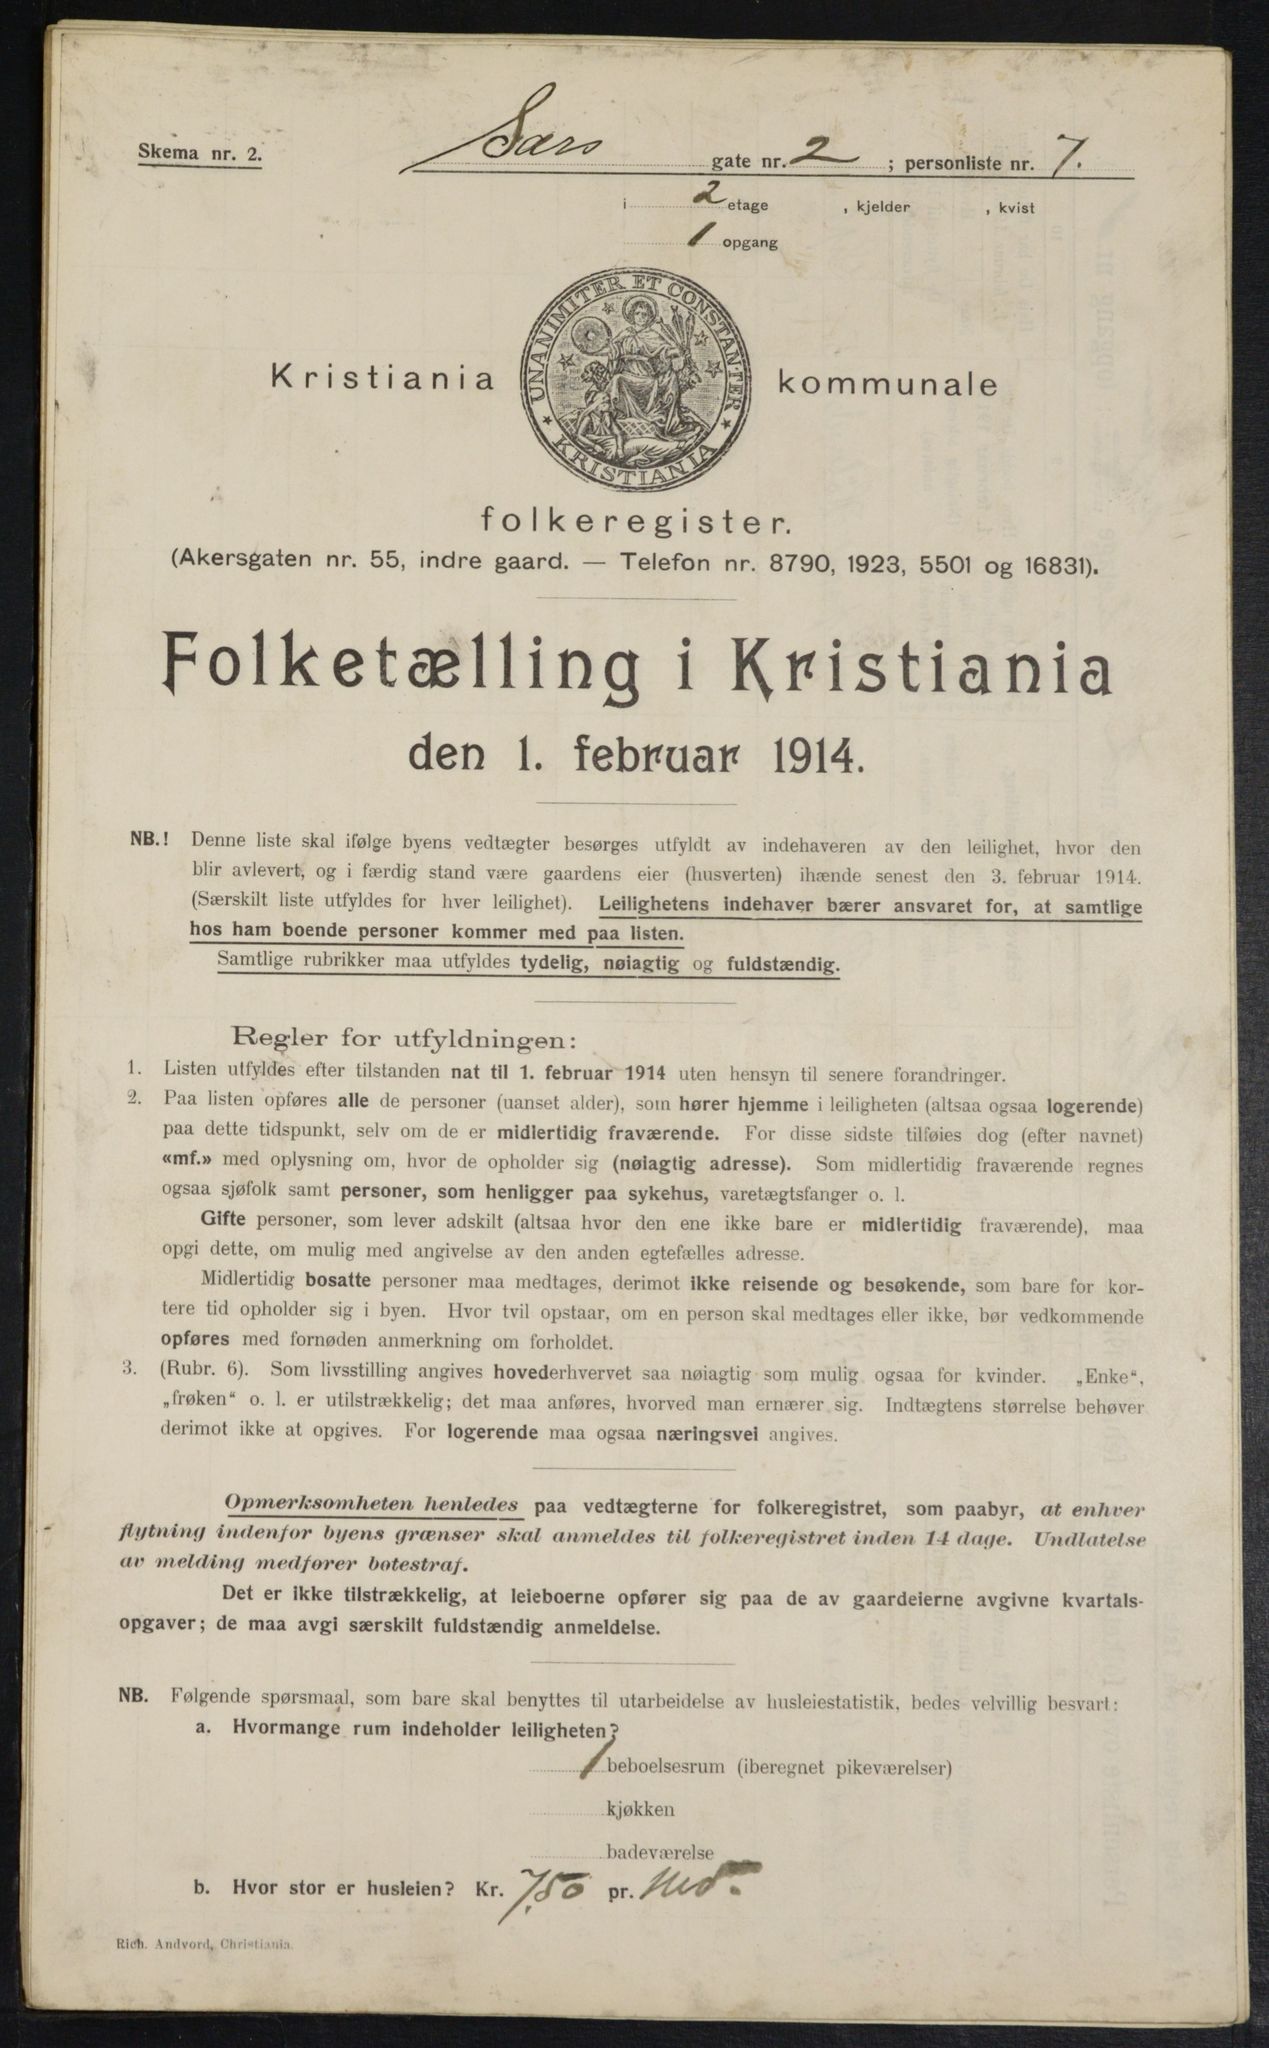 Skema nr. 2.
Sars gate nr. 2 ; personliste nr. 7.
i 2 etage , kjelder , kvist
1 opgang
UNANIMITER ET CONSTANTER
KRISTIANIA
Kristiania kommunale
folkeregister.
(Akersgaten nr. 55, indre gaard. — Telefon nr. 8790, 1923, 5501 og 16831).
Folketælling i Kristiania
den 1. februar 1914.
NB.! Denne liste skal ifølge byens vedtægter besørges utfyldt av indehaveren av den leilighet, hvor den
blir avlevert, og i færdig stand være gaardens eier (husverten) ihænde senest den 3. februar 1914.
(Særskilt liste utfyldes for hver leilighet). Leilighetens indehaver bærer ansvaret for, at samtlige
hos ham boende personer kommer med paa listen.
Samtlige rubrikker maa utfyldes tydelig, nøiagtig og fuldstændig.
Regler for utfyldningen:
1. Listen utfyldes efter tilstanden nat til 1. februar 1914 uten hensyn til senere forandringer.
2. Paa listen opføres alle de personer (uanset alder), som hører hjemme i leiligheten (altsaa ogsaa logerende)
paa dette tidspunkt, selv om de er midlertidig fraværende. For disse sidste tilføies dog (efter navnet)
«mf.» med oplysning om, hvor de opholder sig (nøiagtig adresse). Som midlertidig fraværende regnes
ogsaa sjøfolk samt personer, som henligger paa sykehus, varetægtsfanger o. l.
Gifte personer, som lever adskilt (altsaa hvor den ene ikke bare er midlertidig fraværende), maa
opgi dette, om mulig med angivelse av den anden egtefælles adresse.
Midlertidig bosatte personer maa medtages, derimot ikke reisende og besøkende, som bare for kor-
tere tid opholder sig i byen. Hvor tvil opstaar, om en person skal medtages eller ikke, bør vedkommende
opføres med fornøden anmerkning om forholdet.
3. (Rubr. 6). Som livsstilling angives hovederhvervet saa nøiagtig som mulig ogsaa for kvinder. „Enke“,
„frøken“ o. l. er utilstrækkelig; det maa anføres, hvorved man ernærer sig. Indtægtens størrelse behøver
derimot ikke at opgives. For logerende maa ogsaa næringsvei angives.
Opmerksomheten henledes paa vedtægterne for folkeregistret, som paabyr, at enhver
flytning indenfor byens grænser skal anmeldes til folkeregistret inden 14 dage. Undlatelse
av melding medfører bøtestraf.
Det er ikke tilstrækkelig, at leieboerne opfører sig paa de av gaardeierne avgivne kvartals-
opgaver; de maa avgi særskilt fuldstændig anmeldelse.
NB. Følgende spørsmaal, som bare skal benyttes til utarbeidelse av husleiestatistik, bedes velvillig besvart:
a. Hvormange rum indeholder leiligheten?
1 beboelsesrum (iberegnet pikeværelser)
kjøkken
badeværelse
b. Hvor stor er husleien? Kr. 7,50 pr. Md.
Rich. Andvord, Christiania.